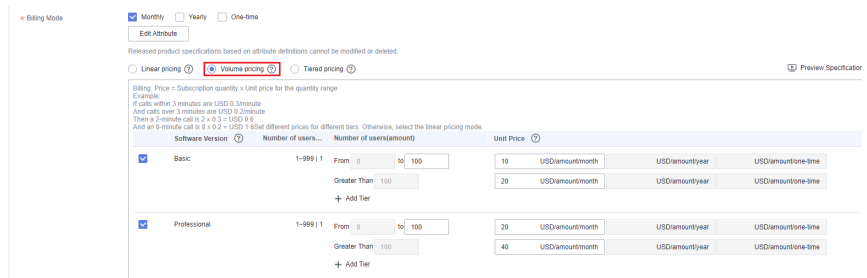 * Billing Mode Monthly Yearly One-time
Edit Attribute
Released product specifications based on attribute definitions cannot be modified or deleted.
Linear pricing ? Volume pricing ? Tiered pricing ? Preview Specification
Billing: Price = Subscription quantity x Unit price for the quantity range
Example:
If calls within 3 minutes are USD 0.3/minute
And calls over 3 minutes are USD 0.2/minute
Then a 2-minute call is 2 x 0.3 = USD 0.6
And an 8-minute call is 8 x 0.2 = USD 1.6Set different prices for different tiers. Otherwise, select the linear pricing mode.
Software Version ? Number of users... Number of users(amount) Unit Price ?
Basic 1~999 | 1 From 0 to 100 10 USD/amount/month USD/amount/year USD/amount/one-time
Greater Than 100 20 USD/amount/month USD/amount/year USD/amount/one-time
+ Add Tier
Professional 1~999 | 1 From 0 to 100 20 USD/amount/month USD/amount/year USD/amount/one-time
Greater Than 100 40 USD/amount/month USD/amount/year USD/amount/one-time
+ Add Tier